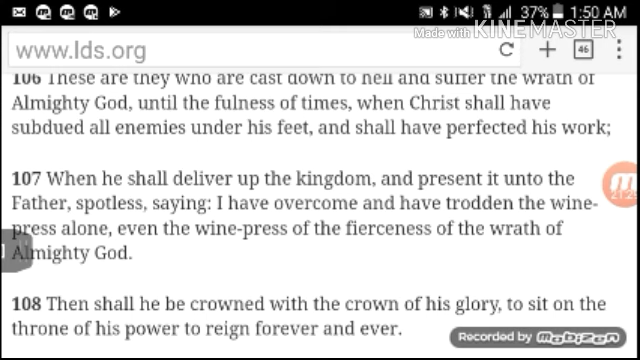 37% 1:50 AM
Made with KINEMASTER
www.lds.org
46
106 These are they who are cast down to hell and suffer the wrath of
Almighty God, until the fulness of times, when Christ shall have
subdued all enemies under his feet, and shall have perfected his work;
107 When he shall deliver up the kingdom, and present it unto the
Father, spotless, saying: I have overcome and have trodden the wine-
press alone, even the wine-press of the fierceness of the wrath of
Almighty God.
108 Then shall he be crowned with the crown of his glory, to sit on the
throne of his power to reign forever and ever.
Recorded by Mobizen